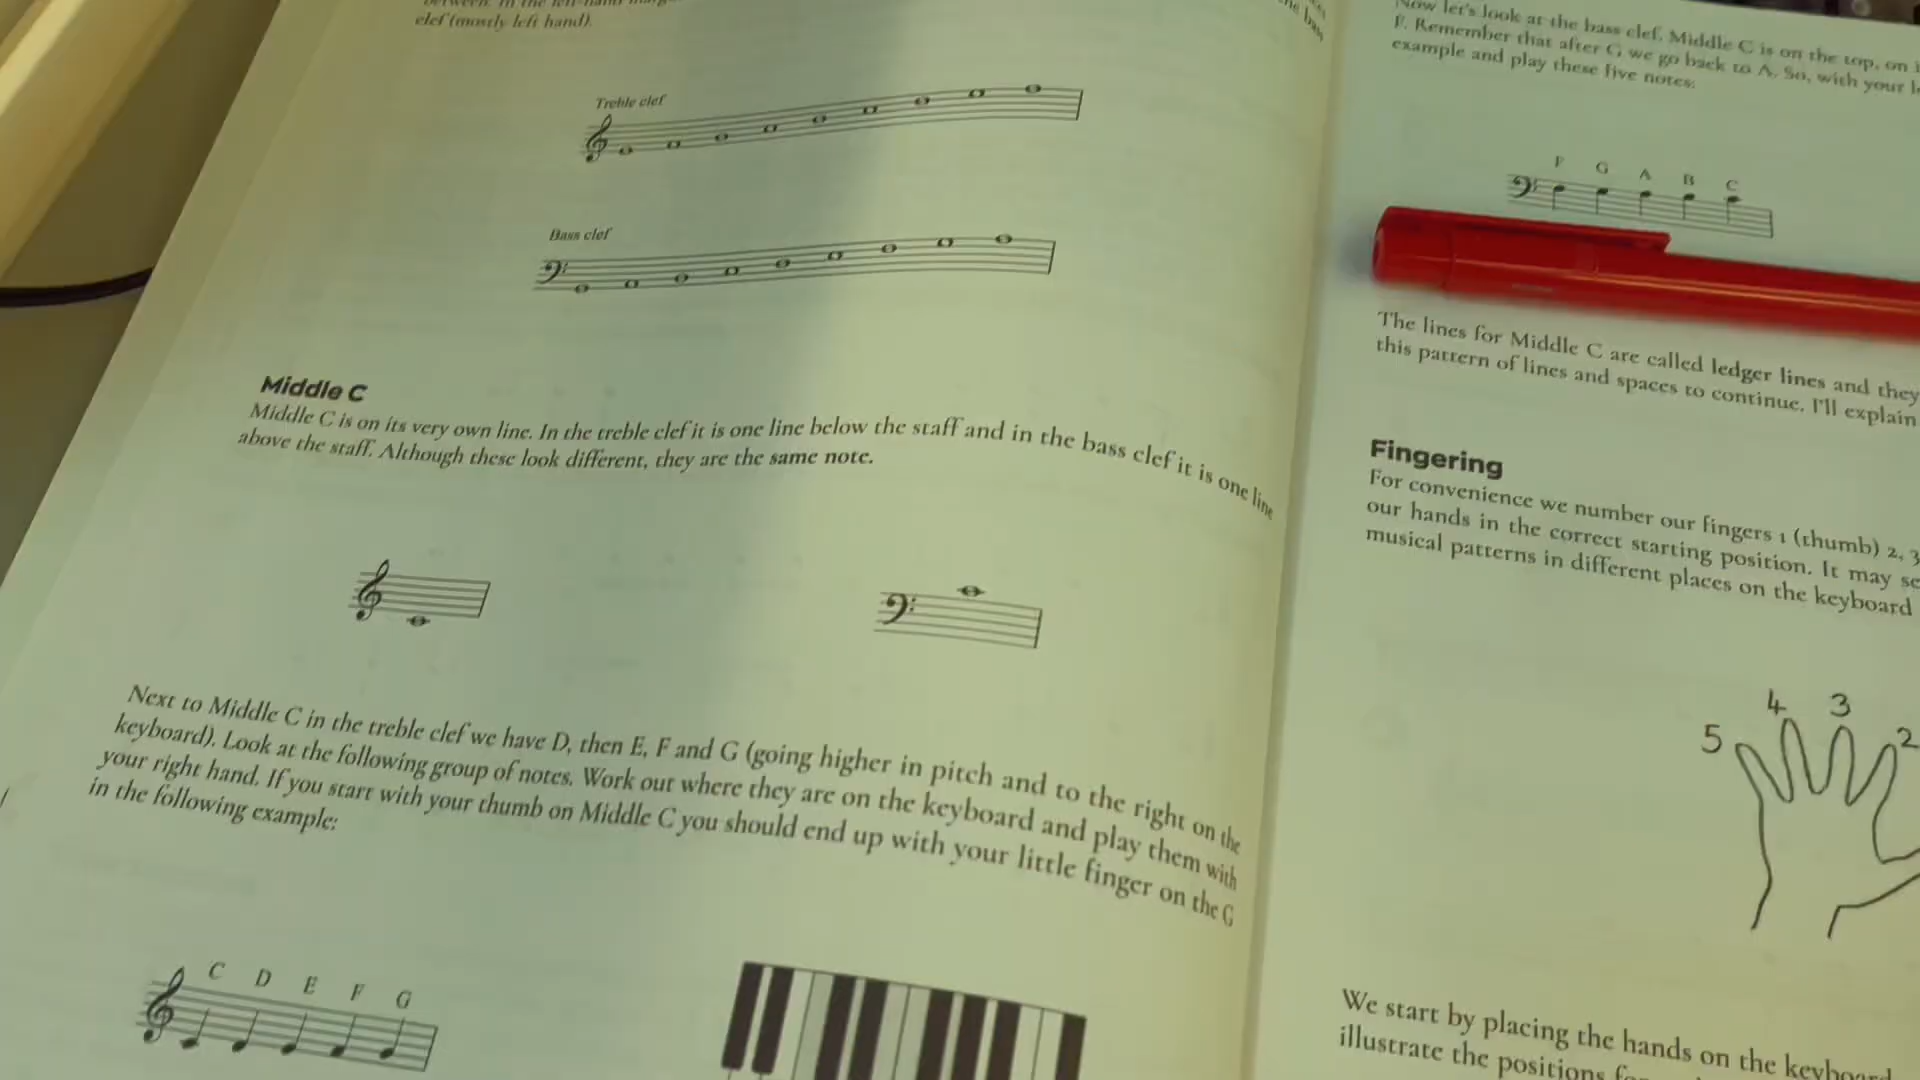 between. In the left-hand
clef (mostly left hand).
Treble clef
Bass clef
Middle C
Middle C is on its very own line. In the treble clef it is one line below the staff and in the bass clef it is one line
above the staff. Although these look different, they are the same note.
Next to Middle C in the treble clef we have D, then E, F and G (going higher in pitch and to the right on the
keyboard). Look at the following group of notes. Work out where they are on the keyboard and play them with
your right hand. If you start with your thumb on Middle C you should end up with your little finger on the G
in the following example:
C D E F G
Now let's look at the bass clef. Middle C is on the top, on
F. Remember that after G, we go back to A. So, with your
example and play these five notes:
F G A B C
The lines for Middle C are called ledger lines and they
this pattern of lines and spaces to continue. I'll explain
Fingering
For convenience we number our fingers 1 (thumb) 2, 3
our hands in the correct starting position. It may
musical patterns in different places on the keyboard
5 4 3 2
We start by placing the hands on the
illustrate the positions